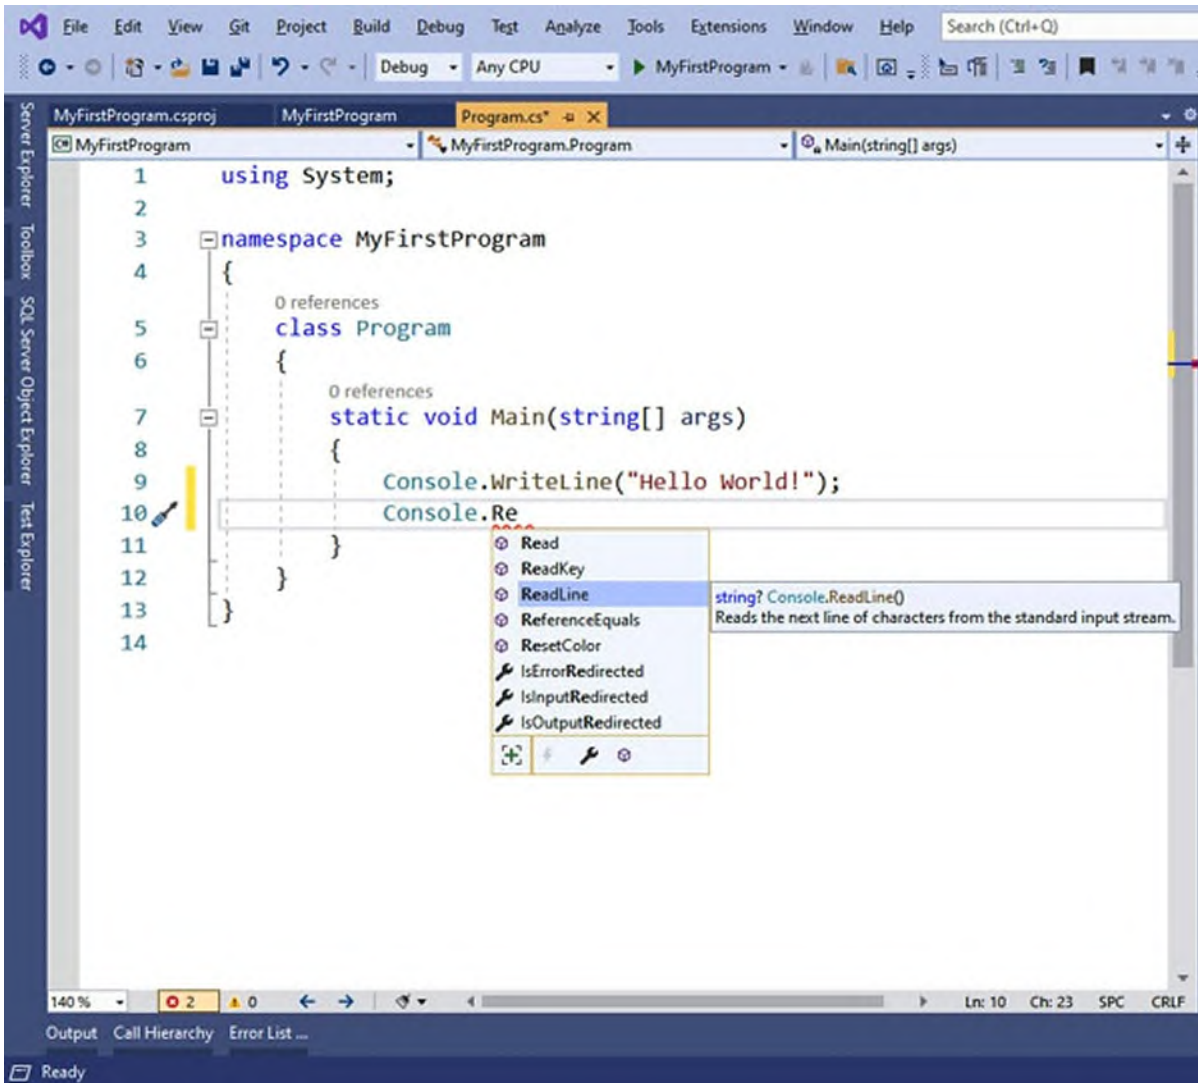 File Edit View Git Project Build Debug Test Analyze Tools Extensions Window Help Search (Ctrl+Q)
Debug Any CPU MyFirstProgram
MyFirstProgram.csproj MyFirstProgram Program.cs*
MyFirstProgram MyFirstProgram.Program Main(string[] args)
Server Explorer
Toolbox
SQL Server Object Explorer
Test Explorer
1 using System;
2
3 namespace MyFirstProgram
4 {
0 references
5 class Program
6 {
0 references
7 static void Main(string[] args)
8 {
9 Console.WriteLine("Hello World!");
10 Console.Re
11 }
12 }
13 }
14
Read
ReadKey
ReadLine
ReferenceEquals
ResetColor
IsErrorRedirected
IsInputRedirected
IsOutputRedirected
string? Console.ReadLine()
Reads the next line of characters from the standard input stream.
140 % 2 0 Ln: 10 Ch: 23 SPC CRLF
Output Call Hierarchy Error List ...
Ready